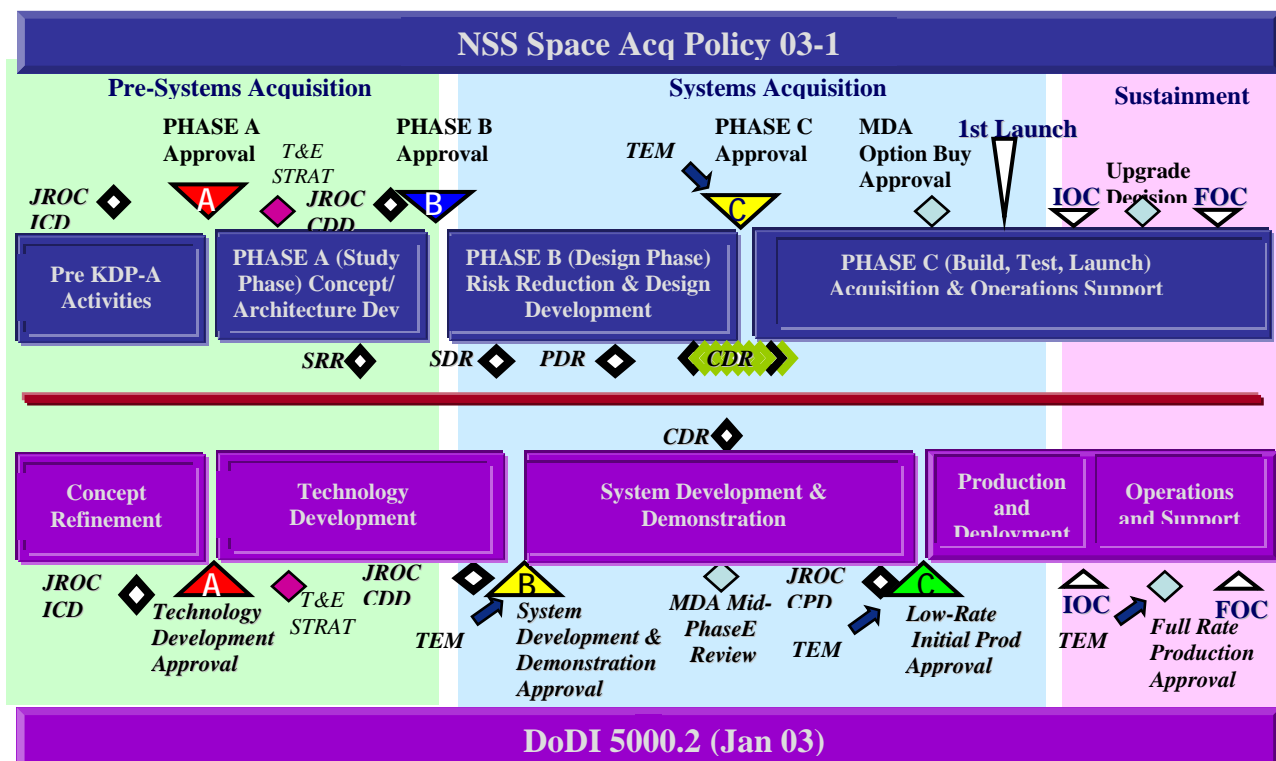 NSS Space Acq Policy 03-1
Pre-Systems Acquisition
Systems Acquisition
Sustainment
PHASE A
Approval
PHASE B
Approval
PHASE C
Approval
MDA
Option Buy
Approval
1st Launch
T&E
STRAT
TEM
Upgrade
Decision
JROC
ICD
A
JROC
CDD
B
C
IOC
FOC
Pre KDP-A
Activities
PHASE A (Study
Phase) Concept/
Architecture Dev
PHASE B (Design Phase)
Risk Reduction & Design
Development
PHASE C (Build, Test, Launch)
Acquisition & Operations Support
SRR
SDR
PDR
CDR
CDR
Concept
Refinement
Technology
Development
System Development &
Demonstration
Production
and
Deployment
Operations
and Support
JROC
ICD
A
Technology
Development
Approval
T&E
STRAT
JROC
CDD
TEM
B
System
Development &
Demonstration
Approval
MDA Mid-
PhaseE
Review
JROC
CPD
TEM
C
Low-Rate
Initial Prod
Approval
IOC
TEM
Full Rate
Production
Approval
FOC
DoDI 5000.2 (Jan 03)